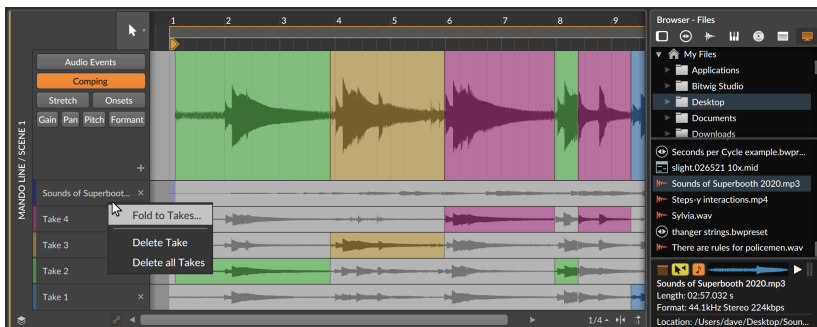 1 2 3 4 5 6 7 8 9
Audio Events
Comping
Stretch Onsets
Gain Pan Pitch Formant
+
MANDO LINE / SCENE 1
Sounds of Superboot... ×
Take 4
Take 3
Take 2
Take 1 ×
Fold to Takes...
Delete Take
Delete all Takes
1/4
Browser - Files
My Files
Applications
Bitwig Studio
Desktop
Documents
Downloads
Seconds per Cycle example.bwpr...
slight.026521 10x.mid
Sounds of Superbooth 2020.mp3
Steps-y interactions.mp4
Sylvia.wav
thanger strings.bwpreset
There are rules for policemen.wav
Sounds of Superbooth 2020.mp3
Length: 02:57.032 s
Format: 44.1kHz Stereo 224kbps
Location: /Users/dave/Desktop/Soun...